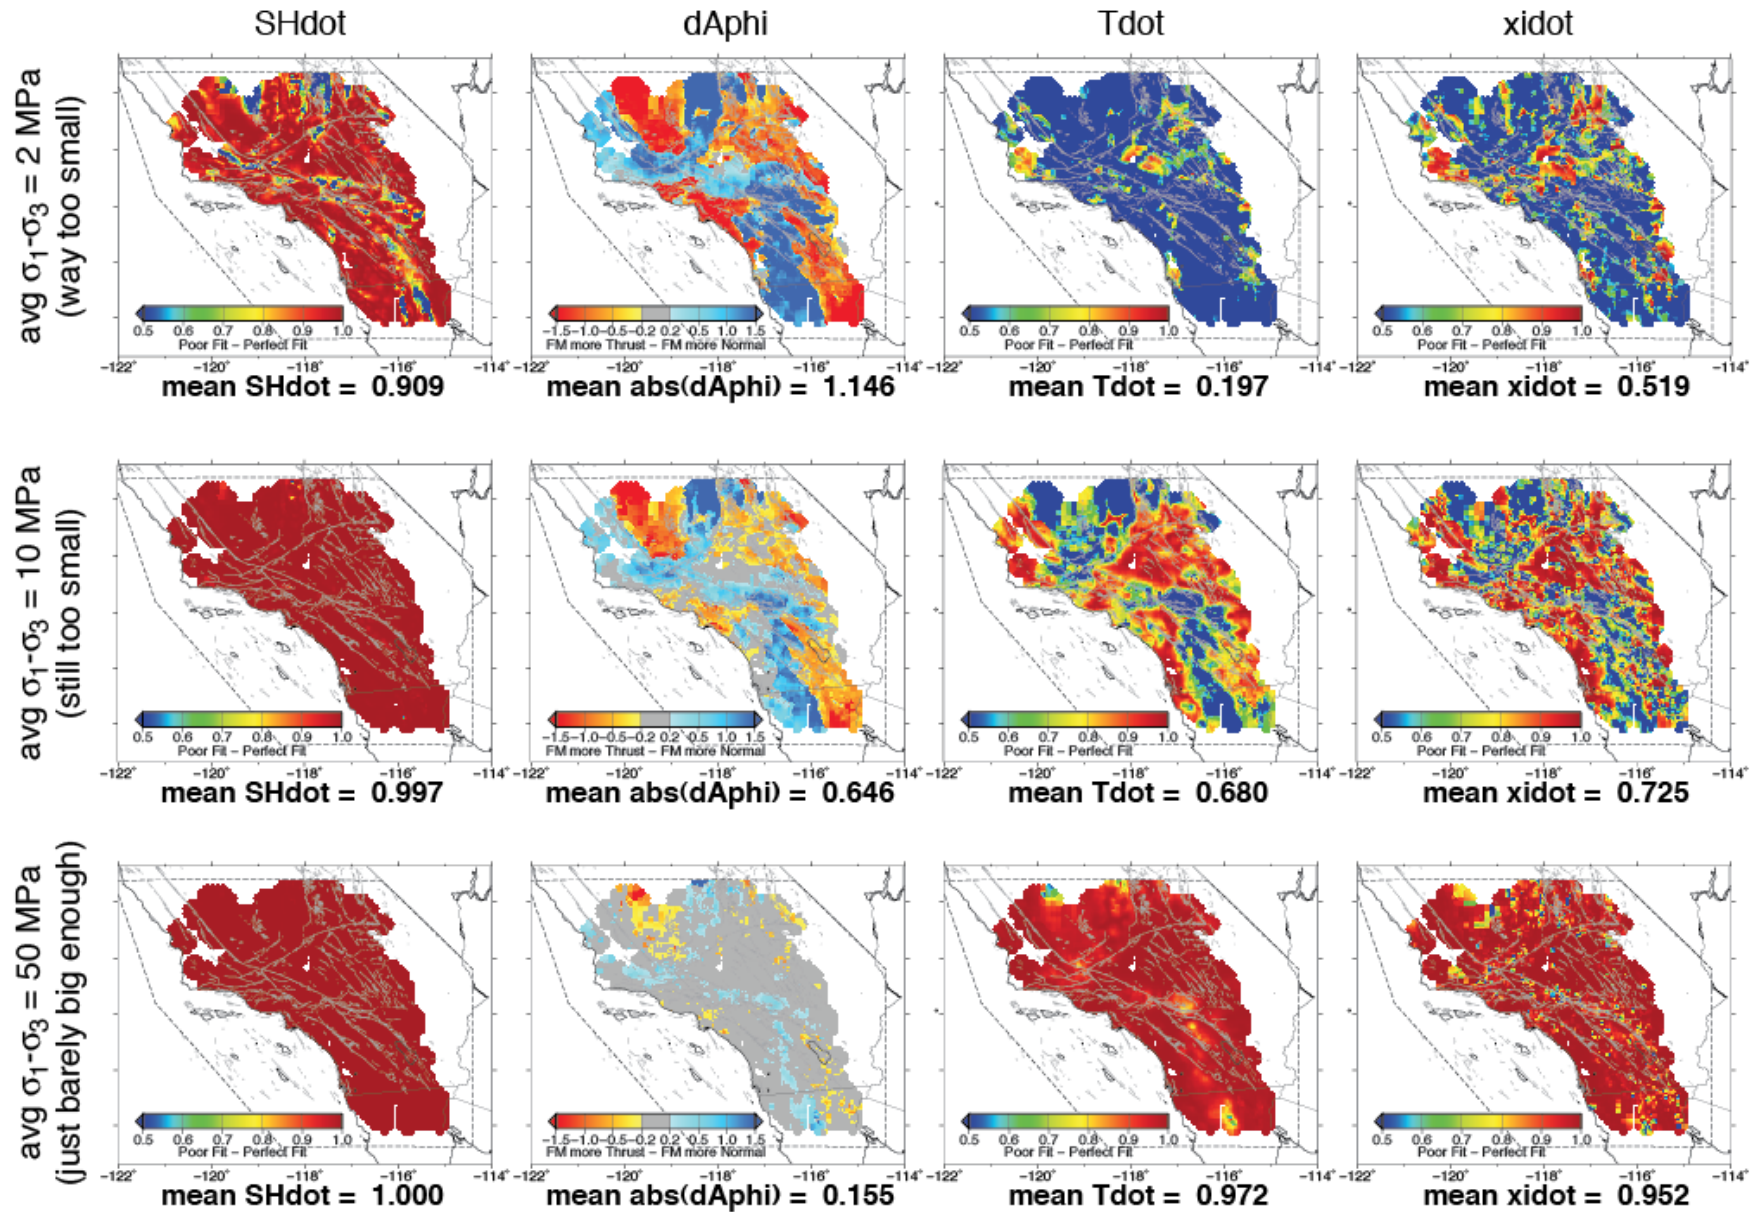 SHdot dAphi Tdot xidot
avg σ1-σ3 = 2 MPa
(way too small)
0.5 0.6 0.7 0.8 0.9 1.0 −1.5−1.0−0.5−0.2 0.2 0.5 1.0 1.5 0.5 0.6 0.7 0.8 0.9 1.0 0.5 0.6 0.7 0.8 0.9 1.0
Poor Fit − Perfect Fit FM more Thrust − FM more Normal Poor Fit − Perfect Fit Poor Fit − Perfect Fit
−122˚ −120˚ −118˚ −116˚ −114˚ −122˚ −120˚ −118˚ −116˚ −114˚ −122˚ −120˚ −118˚ −116˚ −114˚ −122˚ −120˚ −118˚ −116˚ −114˚
mean SHdot = 0.909 mean abs(dAphi) = 1.146 mean Tdot = 0.197 mean xidot = 0.519
avg σ1-σ3 = 10 MPa
(still too small)
0.5 0.6 0.7 0.8 0.9 1.0 −1.5−1.0−0.5−0.2 0.2 0.5 1.0 1.5 0.5 0.6 0.7 0.8 0.9 1.0 0.5 0.6 0.7 0.8 0.9 1.0
Poor Fit − Perfect Fit FM more Thrust − FM more Normal Poor Fit − Perfect Fit Poor Fit − Perfect Fit
−122˚ −120˚ −118˚ −116˚ −114˚ −122˚ −120˚ −118˚ −116˚ −114˚ −122˚ −120˚ −118˚ −116˚ −114˚ −122˚ −120˚ −118˚ −116˚ −114˚
mean SHdot = 0.997 mean abs(dAphi) = 0.646 mean Tdot = 0.680 mean xidot = 0.725
avg σ1-σ3 = 50 MPa
(just barely big enough)
0.5 0.6 0.7 0.8 0.9 1.0 −1.5−1.0−0.5−0.2 0.2 0.5 1.0 1.5 0.5 0.6 0.7 0.8 0.9 1.0 0.5 0.6 0.7 0.8 0.9 1.0
Poor Fit − Perfect Fit FM more Thrust − FM more Normal Poor Fit − Perfect Fit Poor Fit − Perfect Fit
−122˚ −120˚ −118˚ −116˚ −114˚ −122˚ −120˚ −118˚ −116˚ −114˚ −122˚ −120˚ −118˚ −116˚ −114˚ −122˚ −120˚ −118˚ −116˚ −114˚
mean SHdot = 1.000 mean abs(dAphi) = 0.155 mean Tdot = 0.972 mean xidot = 0.952